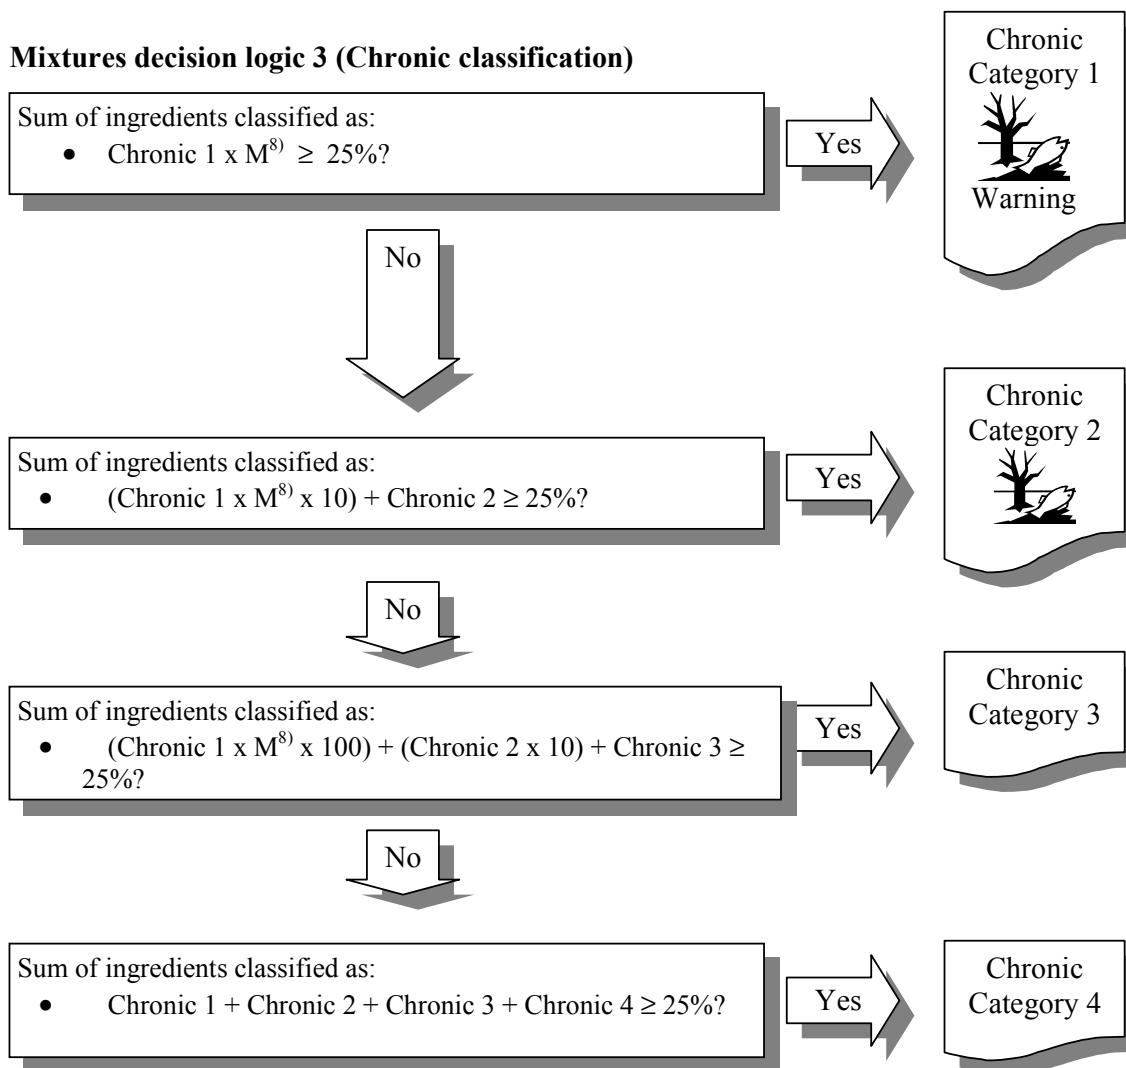 Mixtures decision logic 3 (Chronic classification)
Sum of ingredients classified as:
• Chronic 1 x M8) ≥ 25%?
Yes
Chronic
Category 1
Warning
No
Sum of ingredients classified as:
• (Chronic 1 x M8) x 10) + Chronic 2 ≥ 25%?
Yes
Chronic
Category 2
No
Sum of ingredients classified as:
• (Chronic 1 x M8) x 100) + (Chronic 2 x 10) + Chronic 3 ≥
25%?
Yes
Chronic
Category 3
No
Sum of ingredients classified as:
• Chronic 1 + Chronic 2 + Chronic 3 + Chronic 4 ≥ 25%?
Yes
Chronic
Category 4